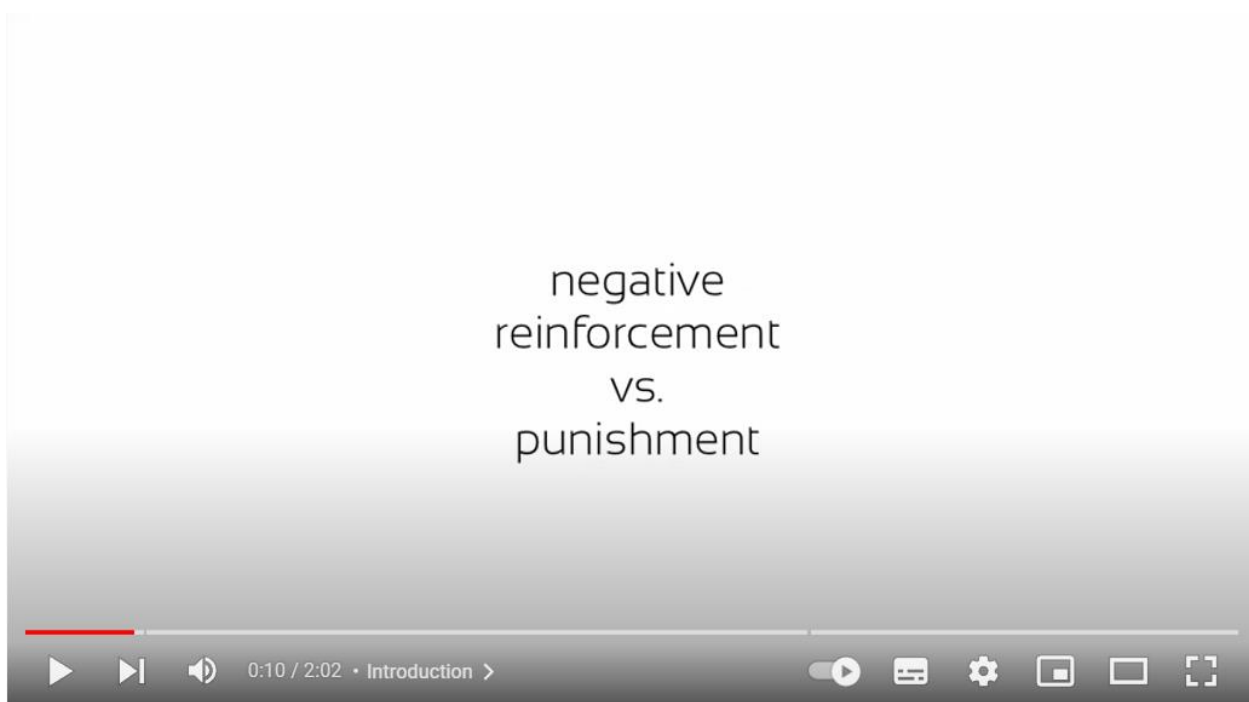 negative
reinforcement
vs.
punishment
0:10 / 2:02 • Introduction >